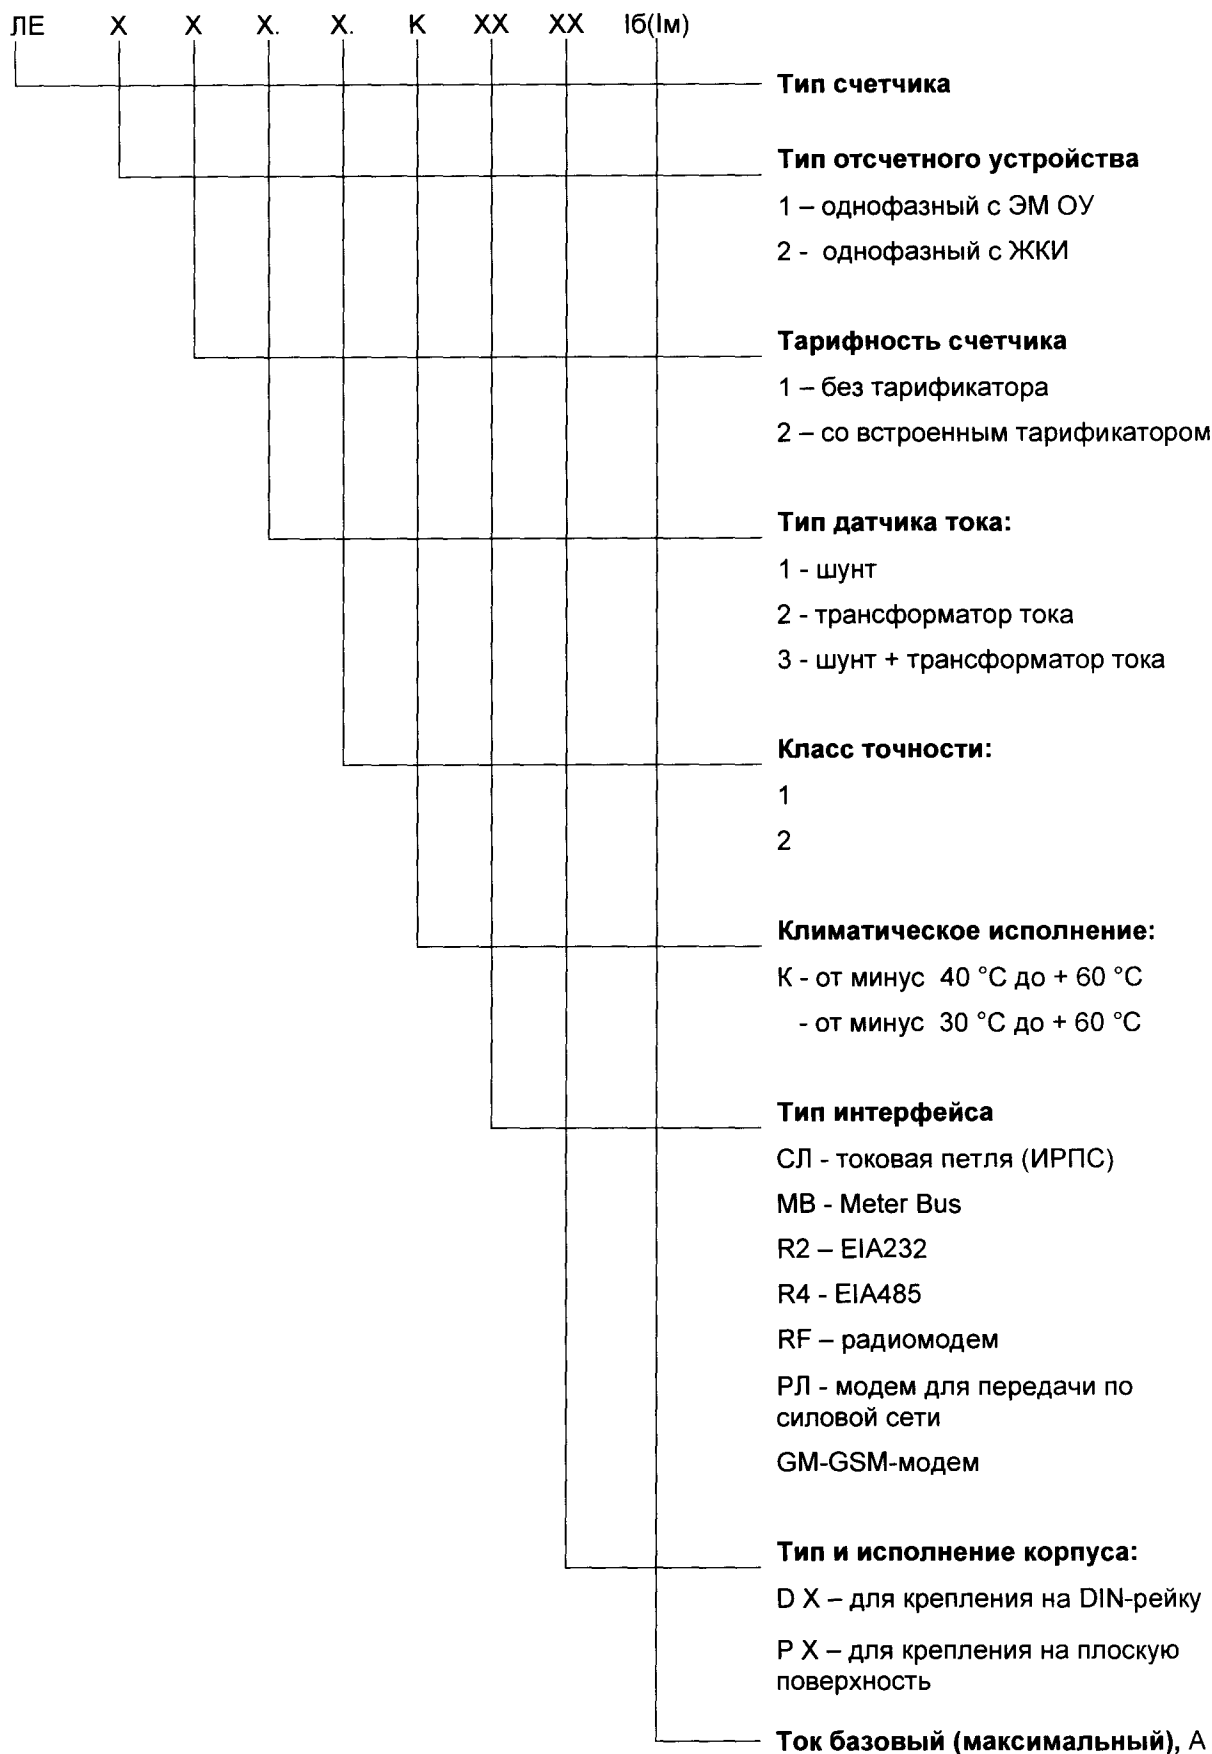 ЛЕ Х Х Х. Х. К ХХ ХХ Iб(Iм)
Тип счетчика
Тип отсчетного устройства
1 – однофазный с ЭМ ОУ
2 - однофазный с ЖКИ
Тарифность счетчика
1 – без тарификатора
2 – со встроенным тарификатором
Тип датчика тока:
1 - шунт
2 - трансформатор тока
3 - шунт + трансформатор тока
Класс точности:
1
2
Климатическое исполнение:
К - от минус 40 °С до + 60 °С
- от минус 30 °С до + 60 °С
Тип интерфейса
СЛ - токовая петля (ИРПС)
МВ - Meter Bus
R2 – EIA232
R4 - EIA485
RF – радиомодем
РЛ - модем для передачи по
силовой сети
GM-GSM-модем
Тип и исполнение корпуса:
D X – для крепления на DIN-рейку
P X – для крепления на плоскую
поверхность
Ток базовый (максимальный), А